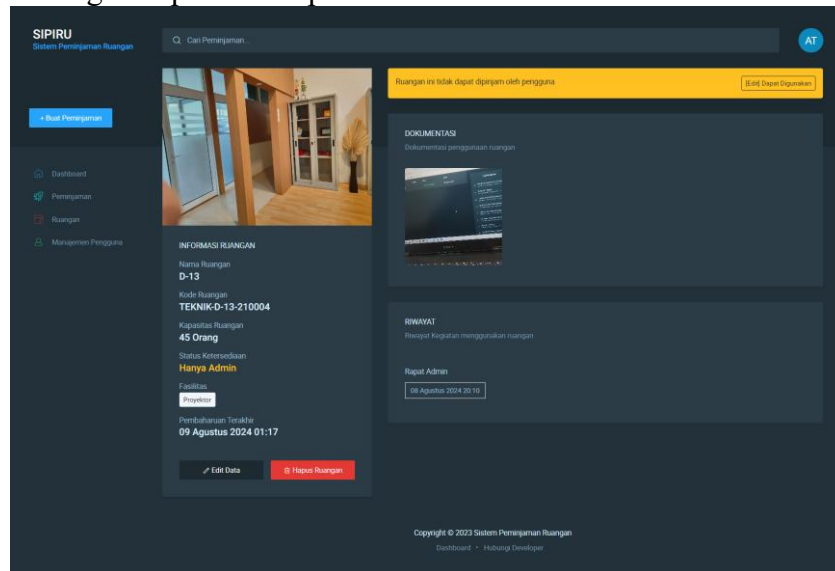 SIPIRU
Sistem Peminjaman Ruangan
Cari Peminjaman...
AT
+ Buat Peminjaman
Dashboard
Peminjaman
Ruangan
Manajemen Pengguna
INFORMASI RUANGAN
Nama Ruangan
D-13
Kode Ruangan
TEKNIK-D-13-210004
Kapasitas Ruangan
45 Orang
Status Ketersediaan
Hanya Admin
Fasilitas
Proyektor
Pembaharuan Terakhir
09 Agustus 2024 01:17
Edit Data
Hapus Ruangan
Ruangan ini tidak dapat dipinjam oleh pengguna
[Edit] Dapat Digunakan
DOKUMENTASI
Dokumentasi penggunaan ruangan
RIWAYAT
Riwayat Kegiatan menggunakan ruangan
Rapat Admin
08 Agustus 2024 20:10
Copyright © 2023 Sistem Peminjaman Ruangan
Dashboard • Hubungi Developer